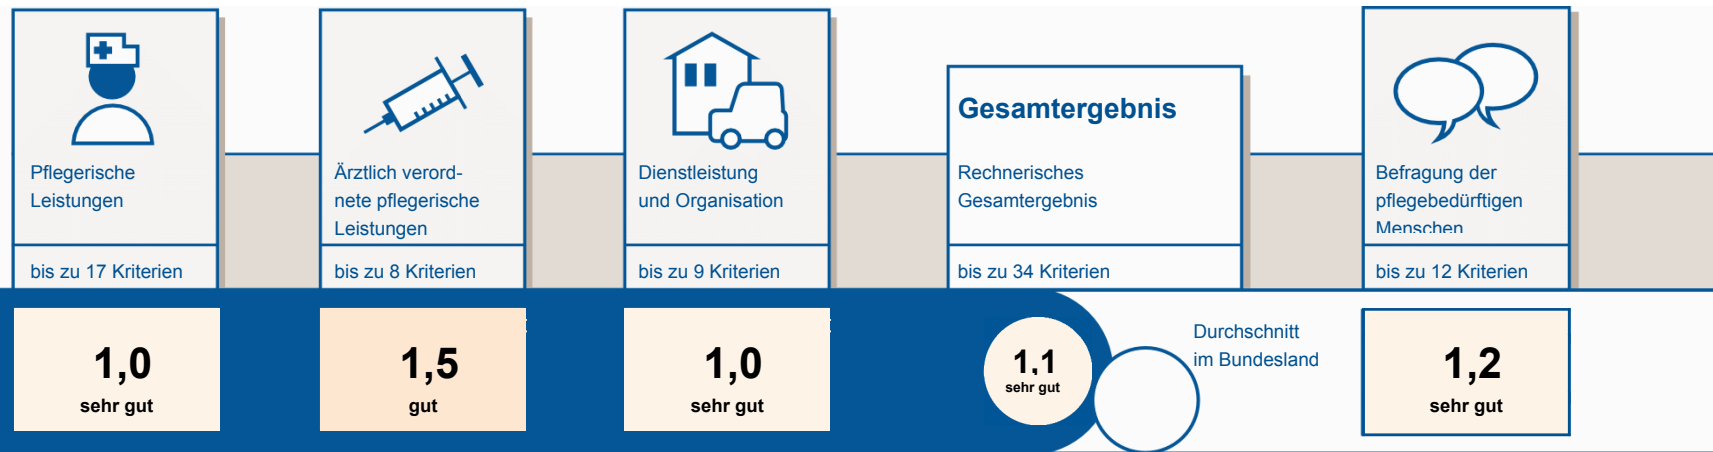 Pflegerische
Leistungen
bis zu 17 Kriterien
1,0
sehr gut
Ärztlich verord-
nete pflegerische
Leistungen
bis zu 8 Kriterien
1,5
gut
Dienstleistung
und Organisation
bis zu 9 Kriterien
1,0
sehr gut
Gesamtergebnis
Rechnerisches
Gesamtergebnis
bis zu 34 Kriterien
1,1
sehr gut
Durchschnitt
im Bundesland
Befragung der
pflegebedürftigen
Menschen
bis zu 12 Kriterien
1,2
sehr gut